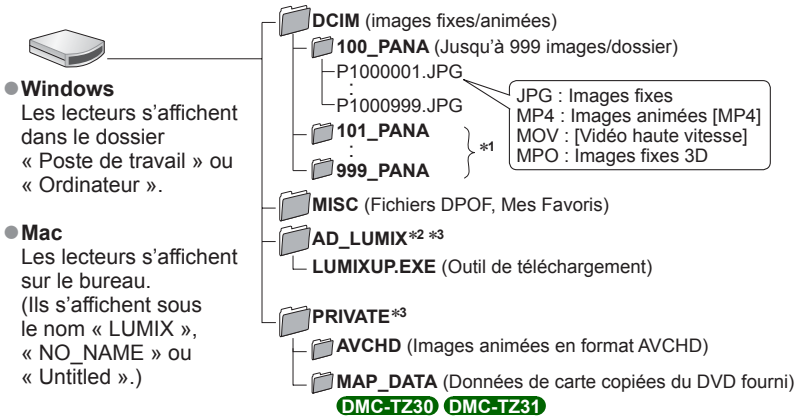 ● Windows
Les lecteurs s’affichent
dans le dossier
« Poste de travail » ou
« Ordinateur ».
● Mac
Les lecteurs s’affichent
sur le bureau.
(Ils s’affichent sous
le nom « LUMIX »,
« NO_NAME » ou
« Untitled ».)
DCIM (images fixes/animées)
100_PANA (Jusqu’à 999 images/dossier)
P1000001.JPG
:
P1000999.JPG
JPG : Images fixes
MP4 : Images animées [MP4]
MOV : [Vidéo haute vitesse]
MPO : Images fixes 3D
101_PANA
:
999_PANA
*1
MISC (Fichiers DPOF, Mes Favoris)
AD_LUMIX*2 *3
LUMIXUP.EXE (Outil de téléchargement)
PRIVATE*3
AVCHD (Images animées en format AVCHD)
MAP_DATA (Données de carte copiées du DVD fourni)
DMC-TZ30 DMC-TZ31